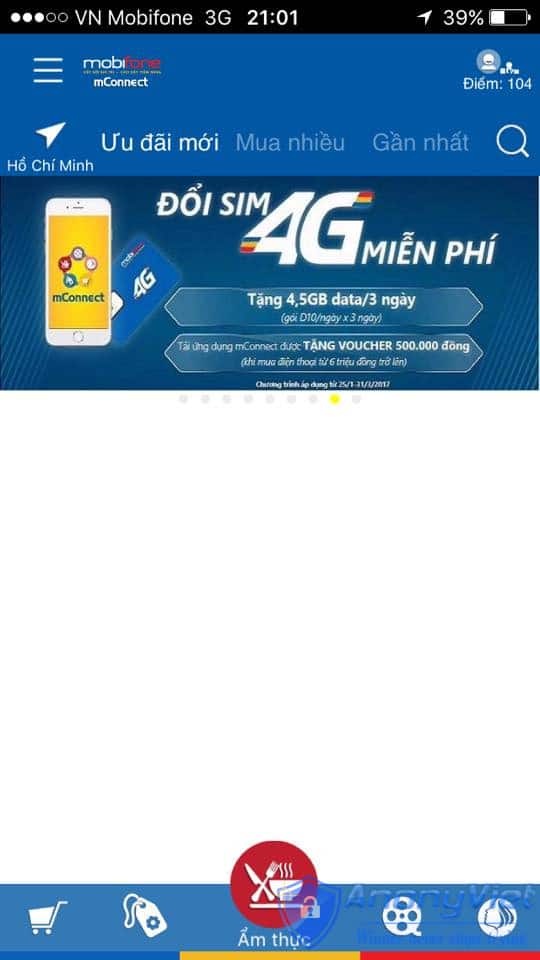 VN Mobifone 3G 21:01 39%
mobifone
mConnect
Điểm: 104
Hồ Chí Minh
Ưu đãi mới Mua nhiều Gần nhất
ĐỔI SIM 4G MIỄN PHÍ
mobifone
4G
mConnect
Tặng 4,5GB data/3 ngày
(gói D10/ngày x 3 ngày)
Tải ứng dụng mConnect được TẶNG VOUCHER 500.000 đồng
(khi mua điện thoại từ 6 triệu đồng trở lên)
Chương trình áp dụng từ 25/1-31/3/2017
AnonyViet
Ẩm thực